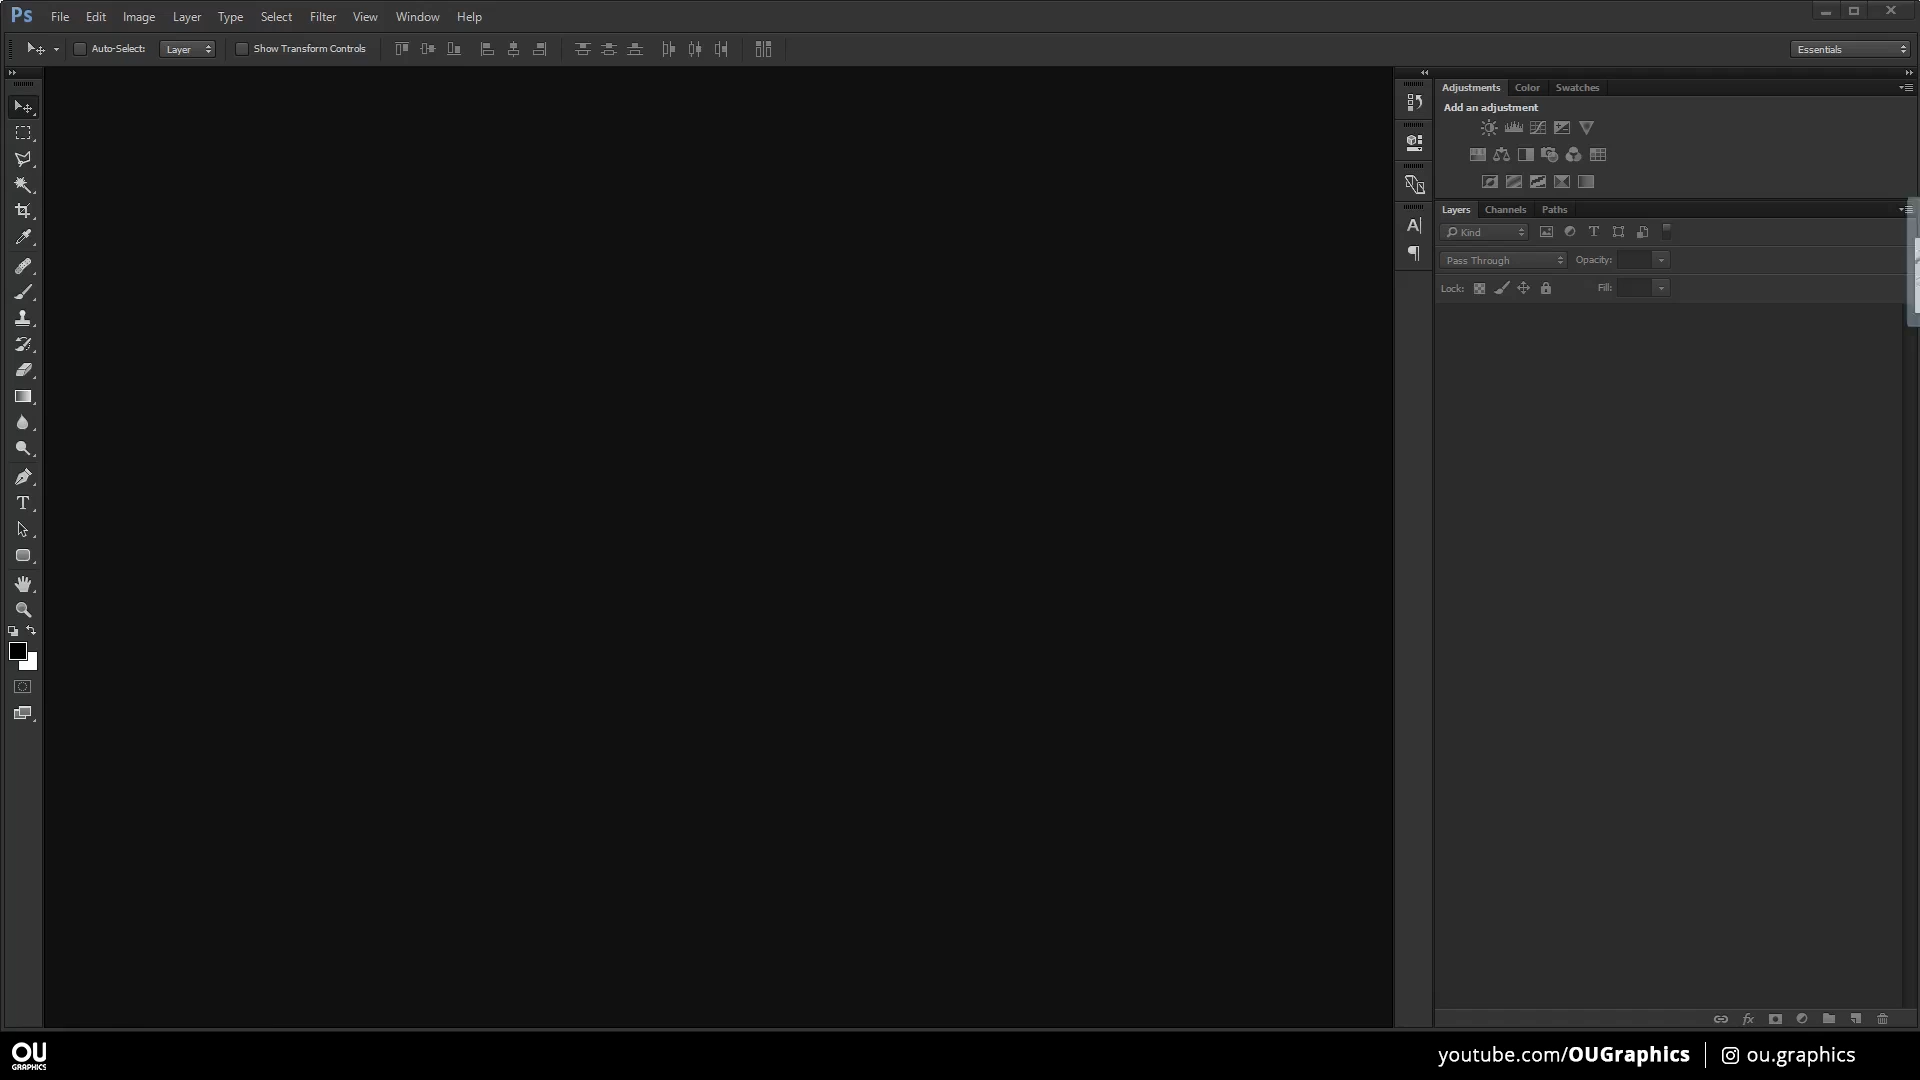 Ps File Edit Image Layer Type Select Filter View Window Help
Auto-Select: Layer Show Transform Controls Essentials
Adjustments Color Swatches
Add an adjustment
Layers Channels Paths
Kind T
Pass Through Opacity:
Lock: Fill:
A
T
fx
OU
GRAPHICS
youtube.com/OUGraphics ou.graphics